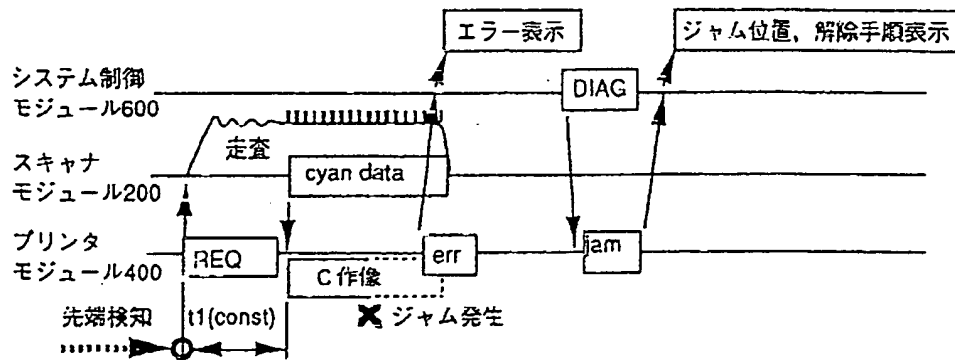 エラー表示
ジャム位置，解除手順表示
システム制御
モジュール600
DIAG
走査
スキャナ
モジュール200
cyan data
プリンタ
モジュール400
REQ
err
jam
C作像
ジャム発生
先端検知
t1(const)